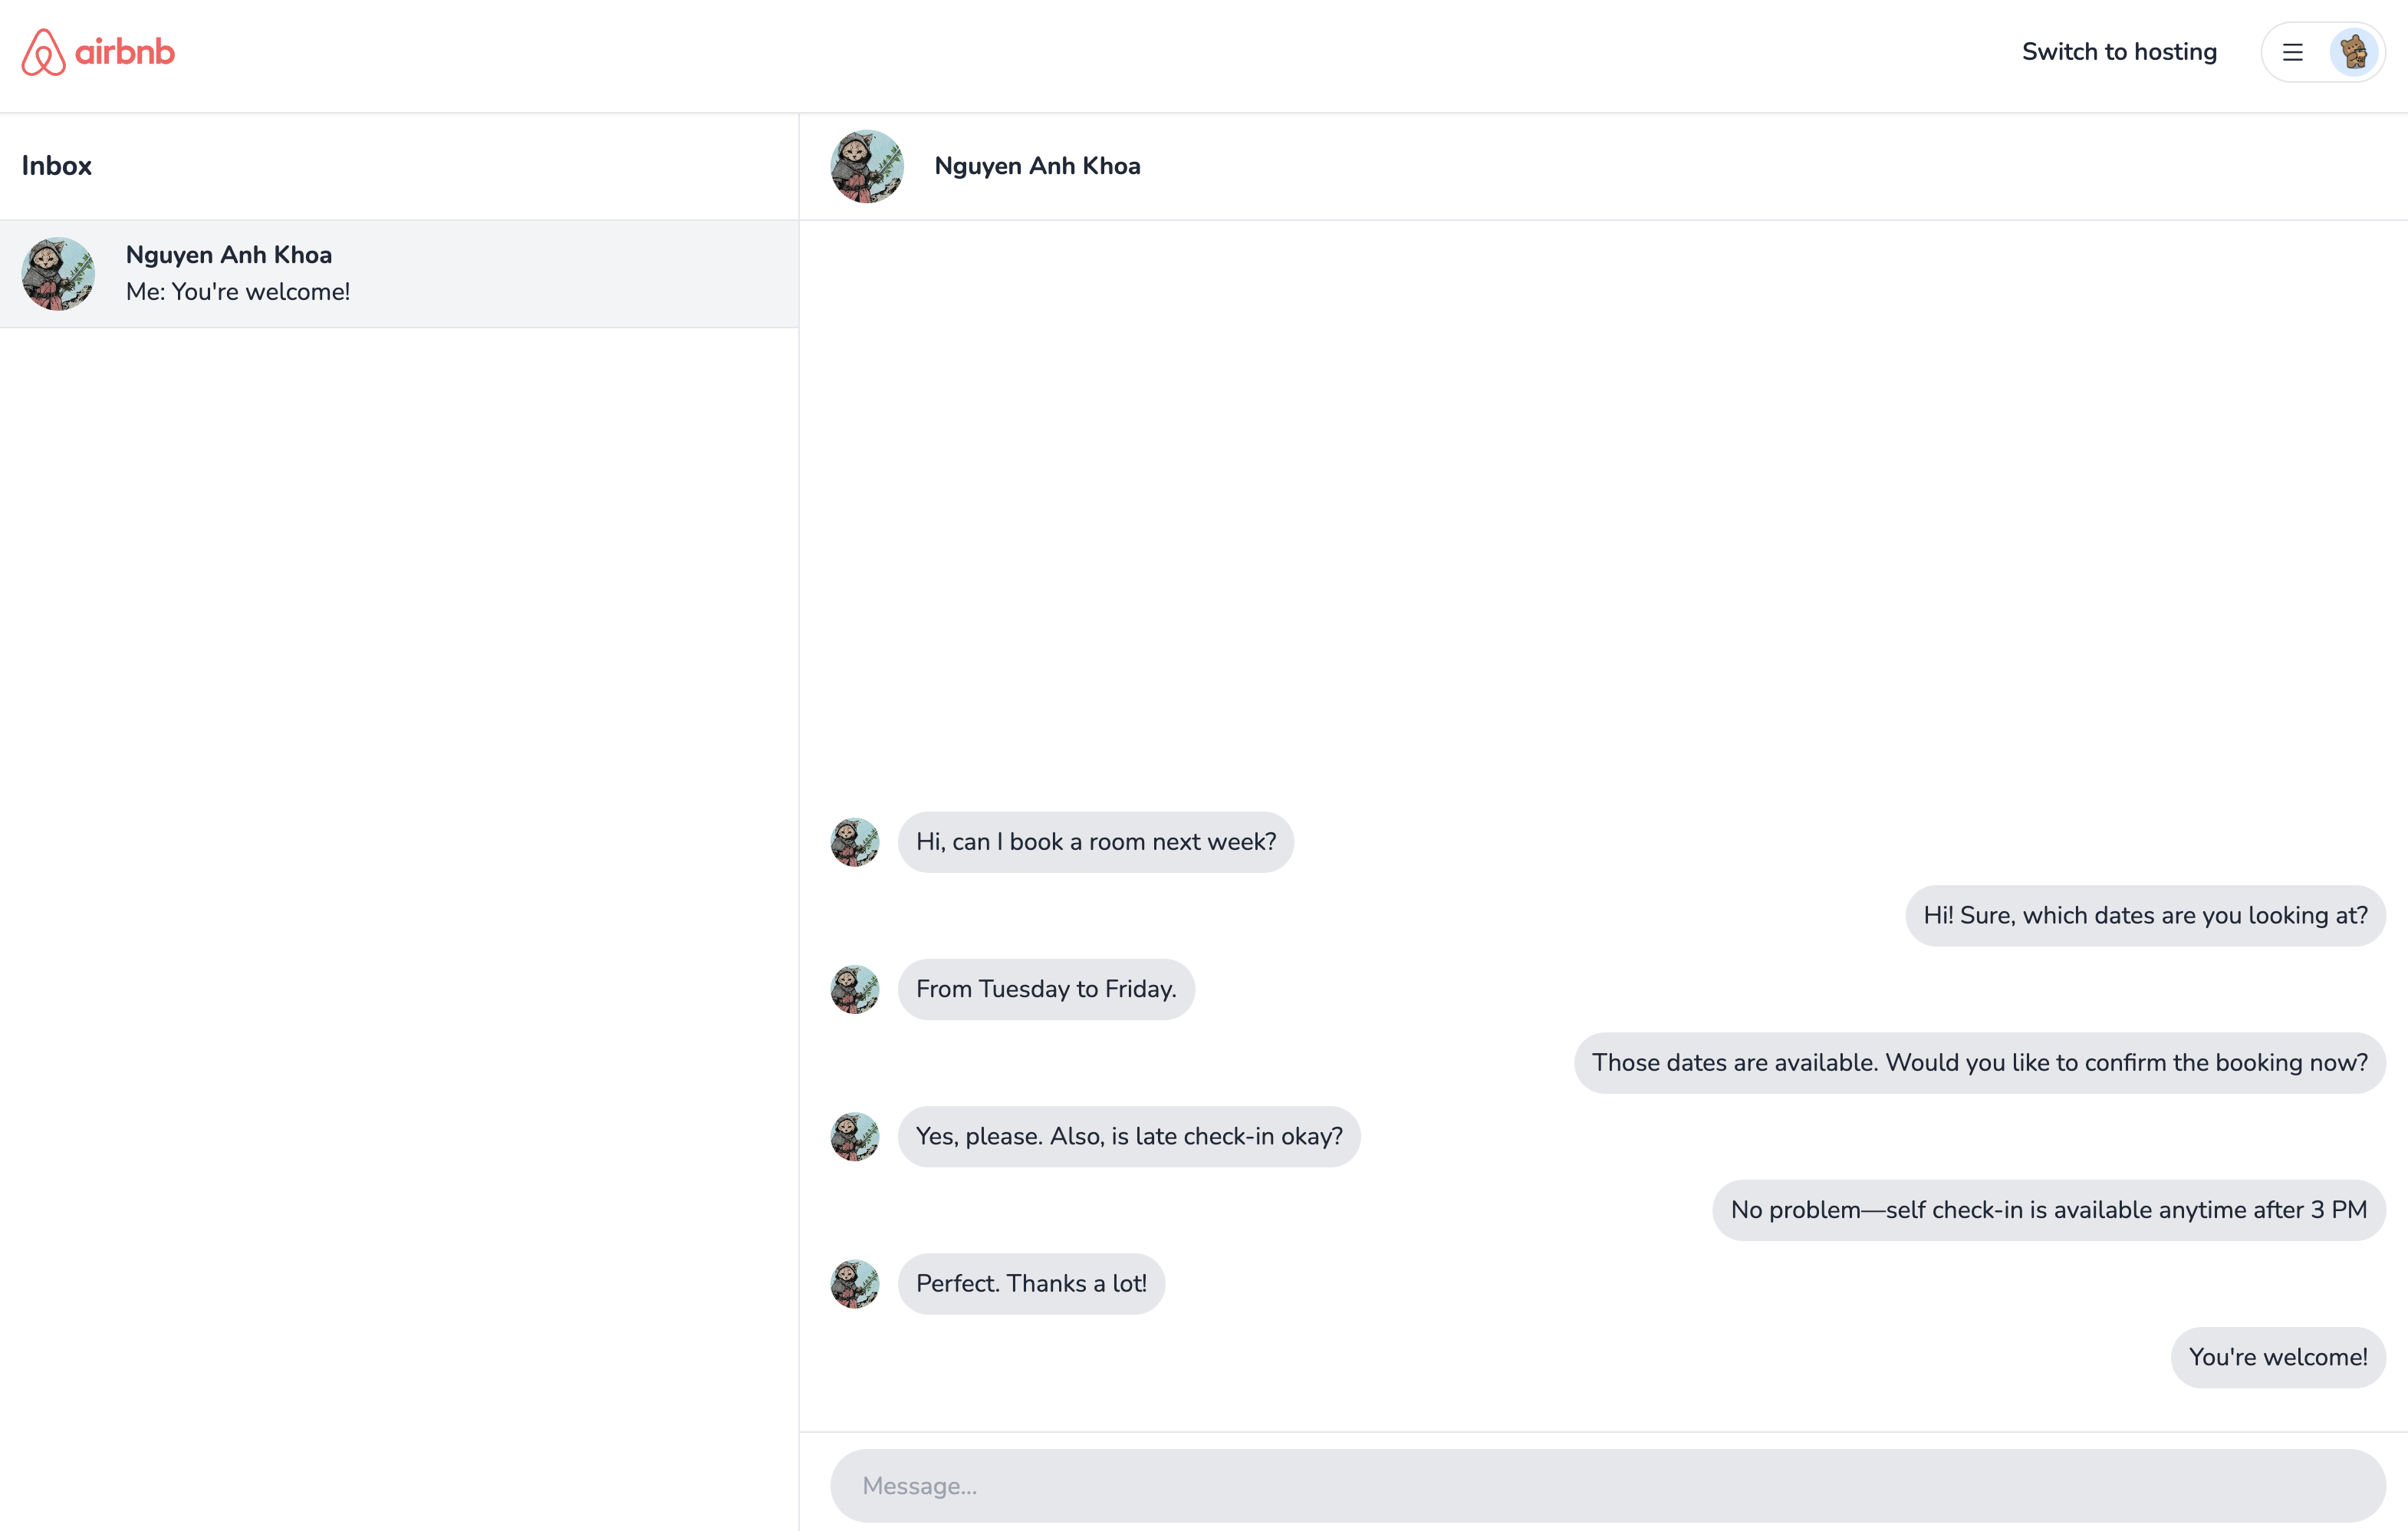 airbnb
Switch to hosting
Inbox
Nguyen Anh Khoa
Me: You're welcome!
Nguyen Anh Khoa
Hi, can I book a room next week?
Hi! Sure, which dates are you looking at?
From Tuesday to Friday.
Those dates are available. Would you like to confirm the booking now?
Yes, please. Also, is late check-in okay?
No problem—self check-in is available anytime after 3 PM
Perfect. Thanks a lot!
You're welcome!
Message...